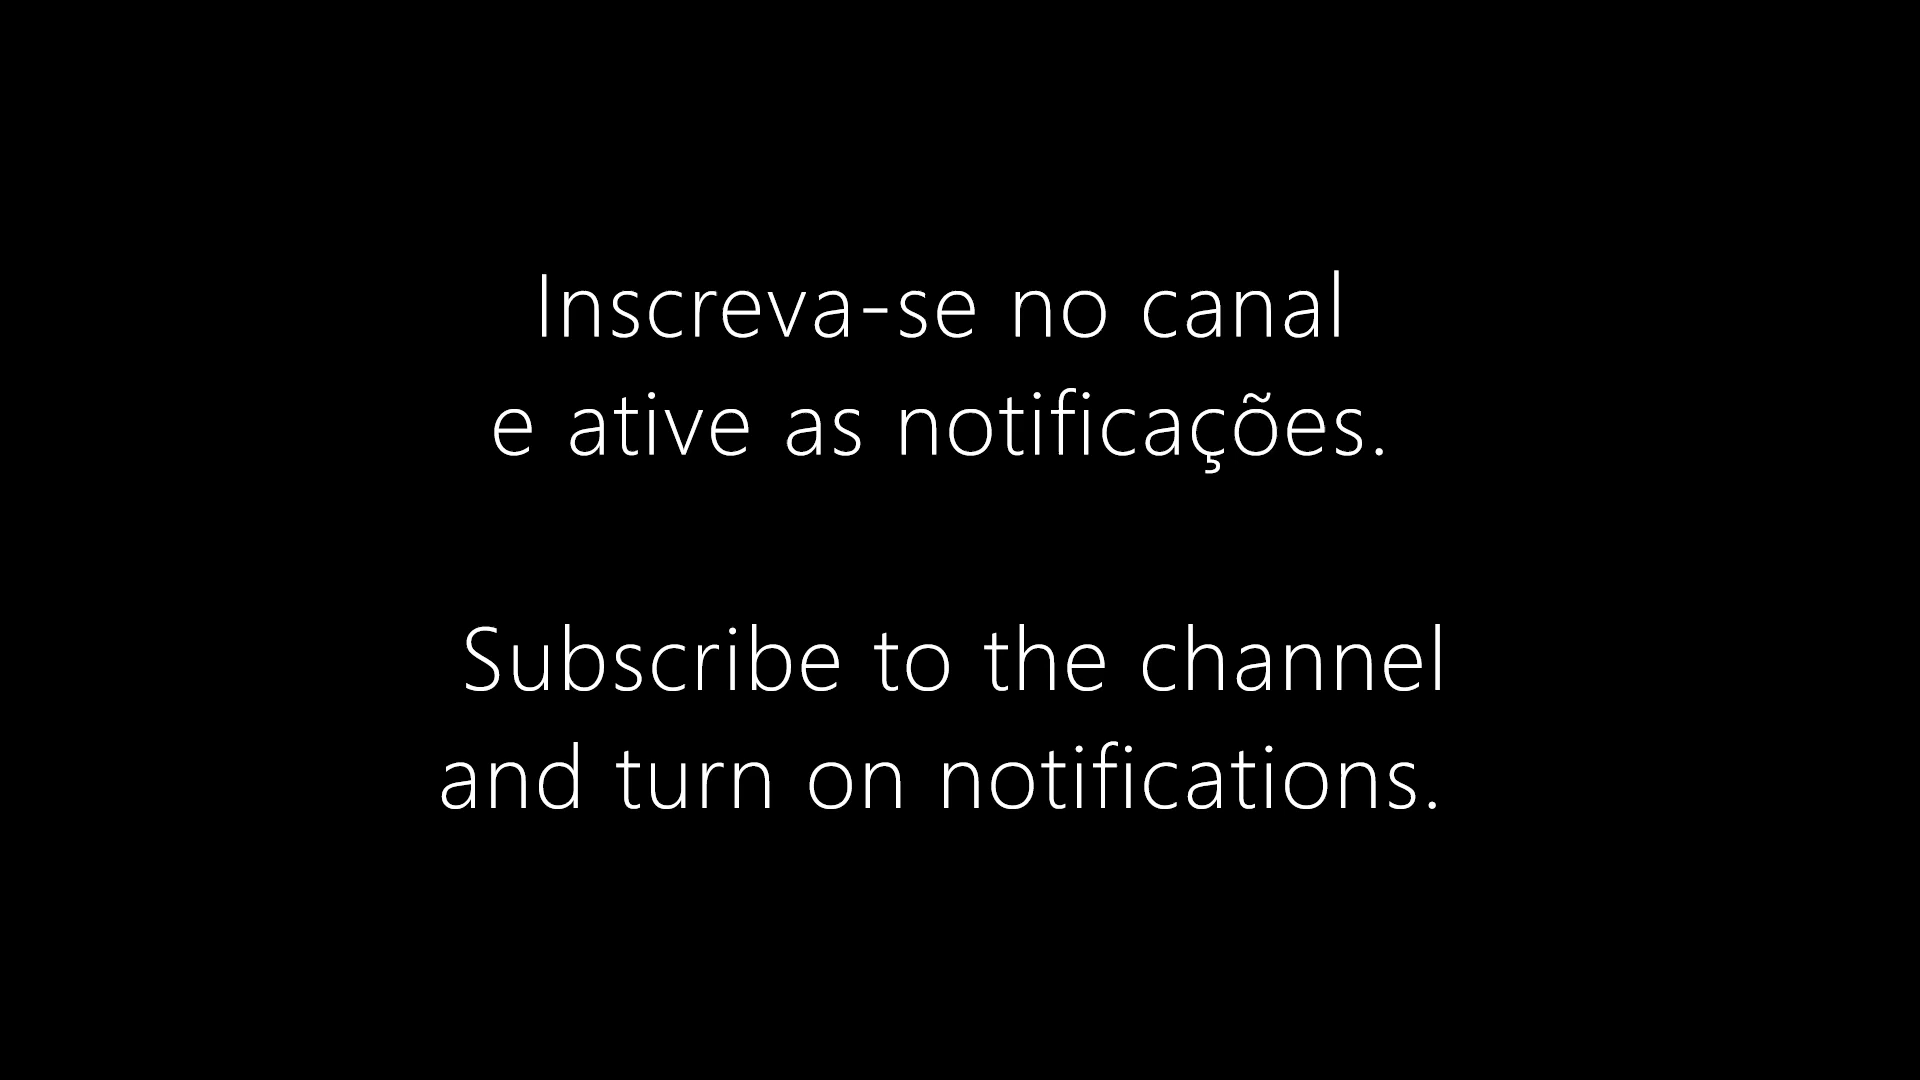 Inscreva-se no canal
e ative as notificações.
Subscribe to the channel
and turn on notifications.